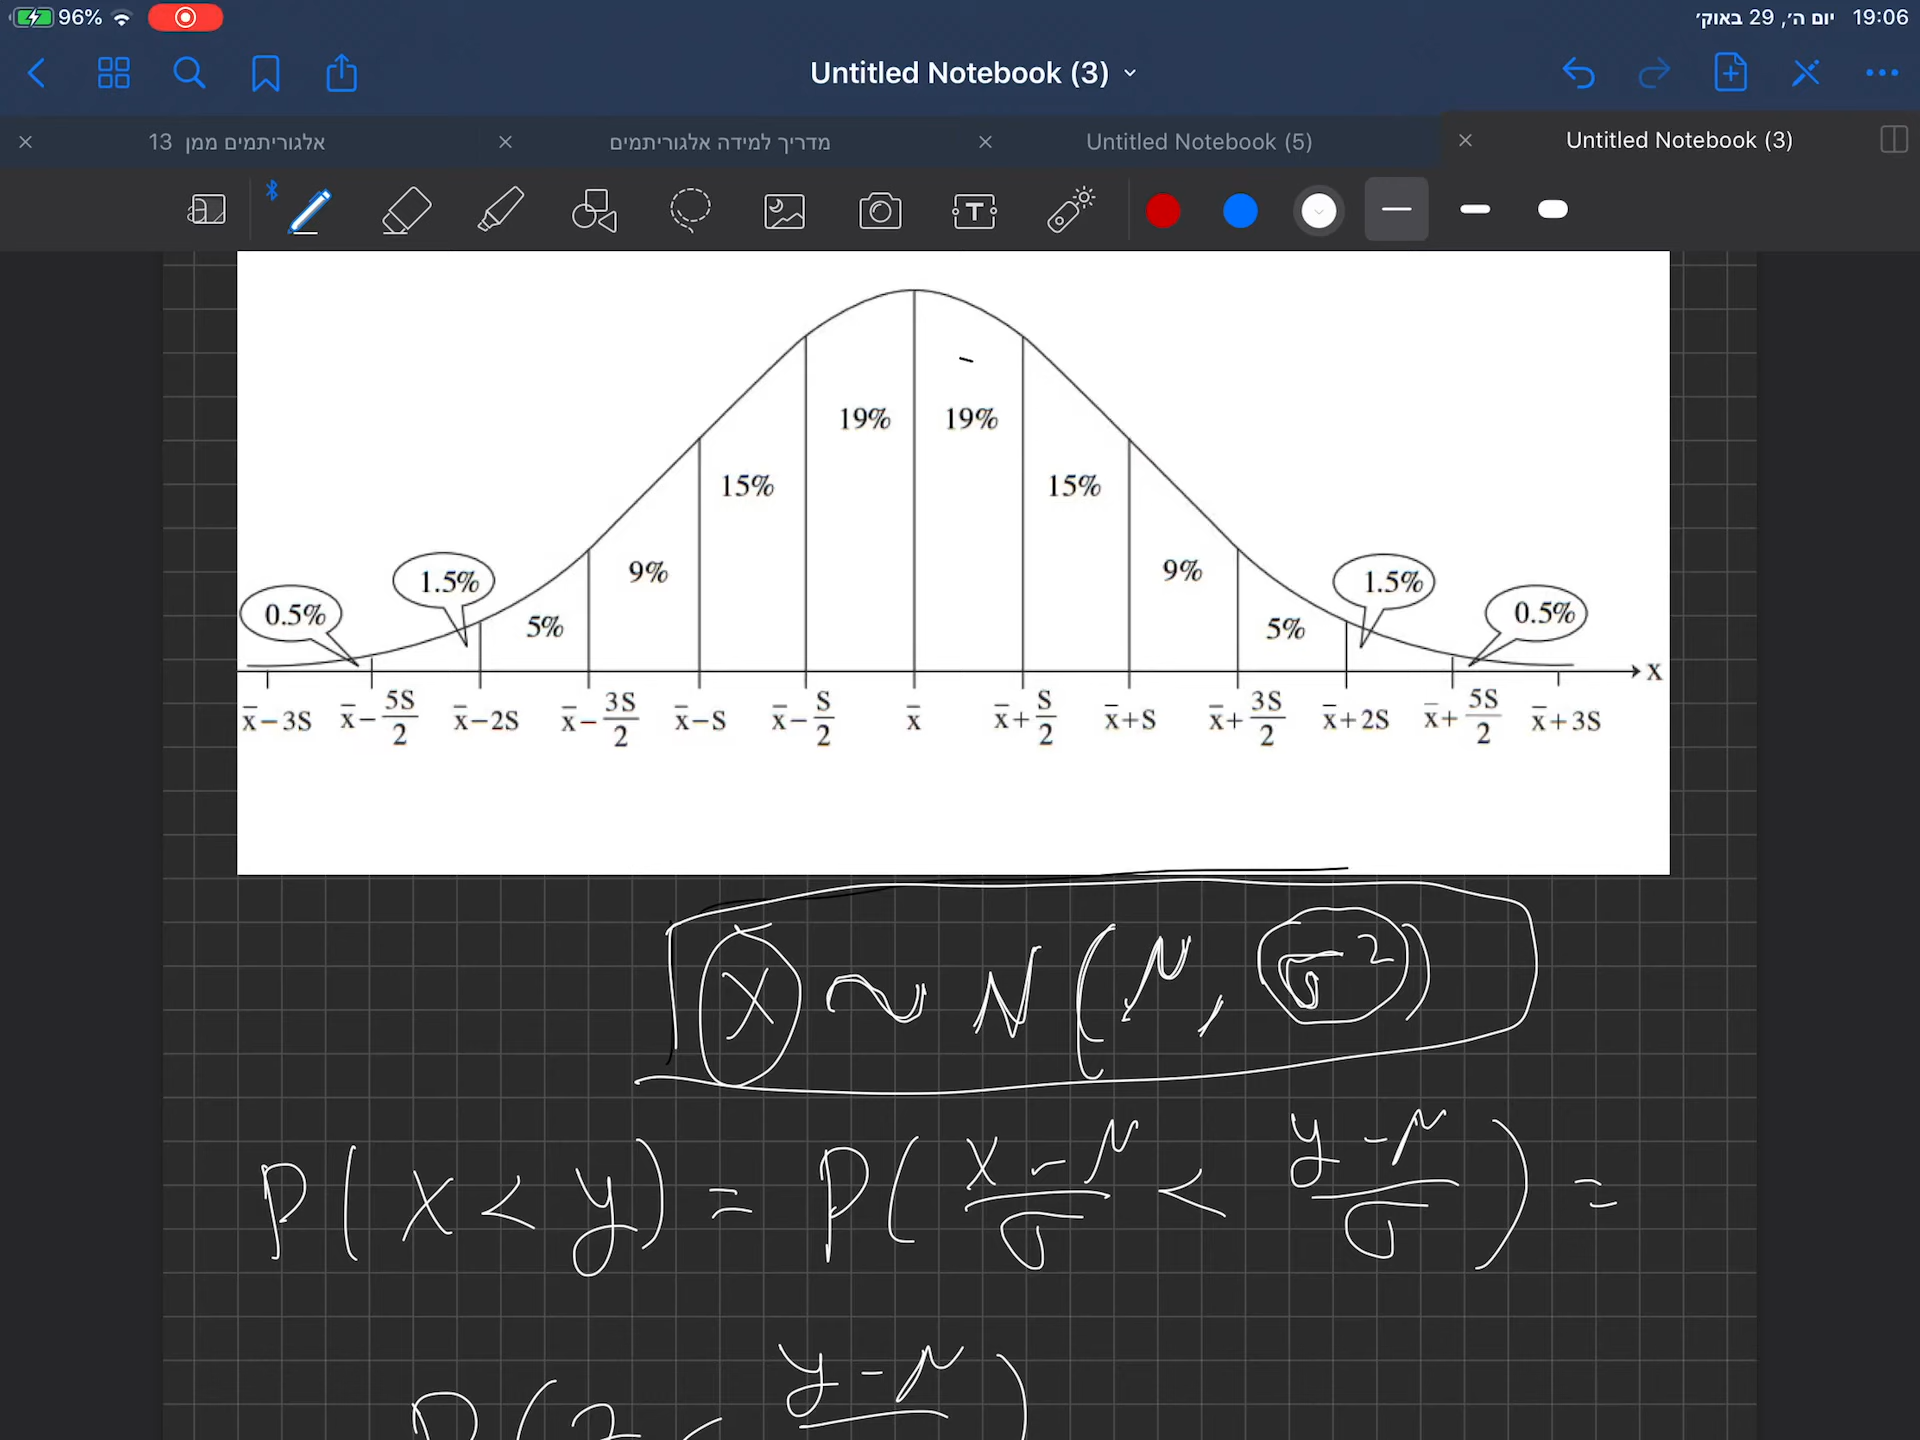 96% 19:06 יום ה׳, 29 באוק׳
Untitled Notebook (3)
אלגוריתמים ממן 13
מדריך למידה אלגוריתמים
Untitled Notebook (5)
Untitled Notebook (3)
19% 19%
15% 15%
9% 9%
1.5% 1.5%
0.5% 0.5%
5% 5%
x
x̄−3S x̄−5S/2 x̄−2S x̄−3S/2 x̄−S x̄−S/2 x̄ x̄+S/2 x̄+S x̄+3S/2 x̄+2S x̄+5S/2 x̄+3S
X ~ N(μ, σ²)
P(X < y) = P((X − μ)/σ < (y − μ)/σ) =
P(Z < (y − μ)